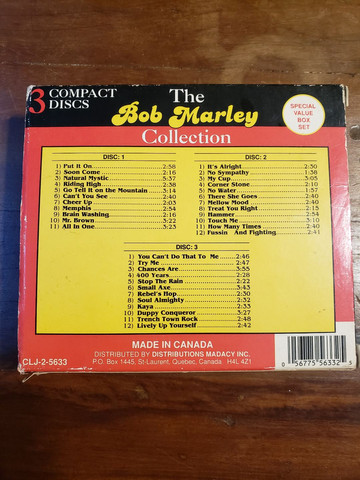 3 COMPACT DISCS
The
Bob Marley
Collection
SPECIAL
VALUE
BOX
SET
DISC: 1
1) Put It On 2:58
2) Soon Come 2:16
3) Natural Mystic 5:37
4) Riding High 2:38
5) Go Tell It on the Mountain 3:14
6) Can't You See 2:40
7) Cheer Up 2:03
8) Memphis 2:54
9) Brain Washing 2:16
10) Mr. Brown 3:22
11) All In One 3:23
DISC: 2
1) It's Alright 2:30
2) No Sympathy 1:38
3) My Cup 3:05
4) Corner Stone 2:10
5) No Water 1:57
6) There She Goes 2:40
7) Mellow Mood 2:40
8) Treat You Right 2:15
9) Hammer 2:54
10) Touch Me 3:10
11) How Many Times 2:40
12) Fussin And Fighting 2:41
DISC: 3
1) You Can't Do That To Me 2:46
2) Try Me 2:47
3) Chances Are 3:55
4) 400 Years 2:28
5) Stop The Rain 2:22
6) Small Axe 3:43
7) Rebel's Hop 2:30
8) Soul Almighty 2:32
9) Kaya 2:33
10) Duppy Conqueror 3:27
11) Trench Town Rock 2:48
12) Lively Up Yourself 2:42
MADE IN CANADA
DISTRIBUTED BY DISTRIBUTIONS MADACY INC.
P.O. Box 1445, St-Laurent, Quebec, Canada H4L 4Z1
CLJ-2-5633
0 56775 56332 5